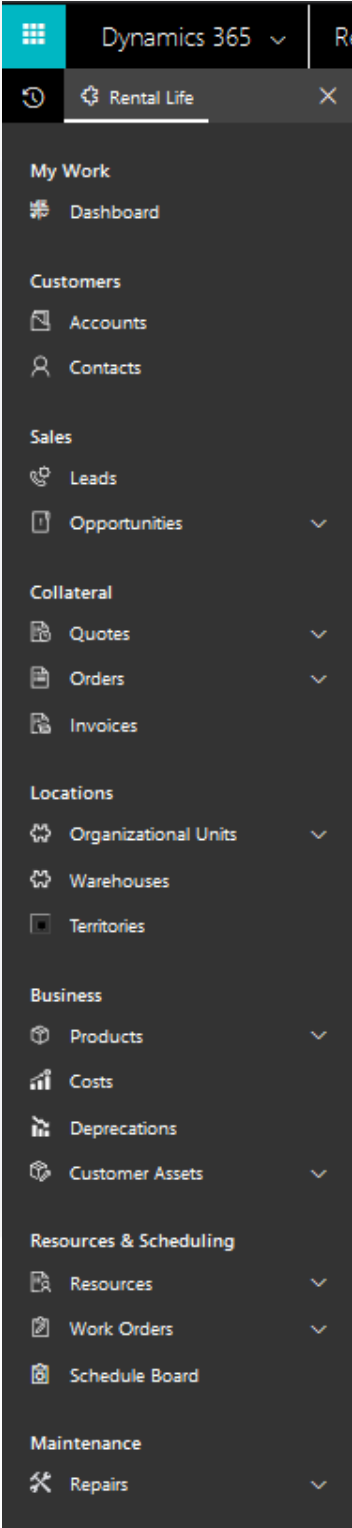 Dynamics 365
Re
Rental Life
My Work
Dashboard
Customers
Accounts
Contacts
Sales
Leads
Opportunities
Collateral
Quotes
Orders
Invoices
Locations
Organizational Units
Warehouses
Territories
Business
Products
Costs
Deprecations
Customer Assets
Resources & Scheduling
Resources
Work Orders
Schedule Board
Maintenance
Repairs